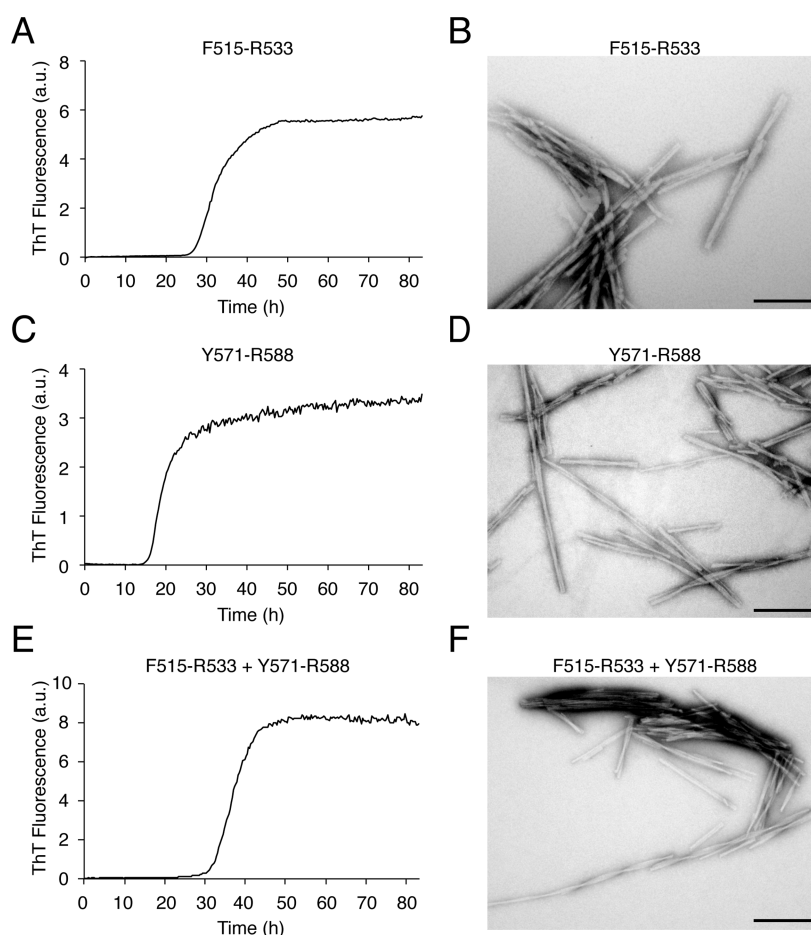 A
F515-R533
ThT Fluorescence (a.u.)
8
6
4
2
0
0 10 20 30 40 50 60 70 80
Time (h)
B
F515-R533
C
Y571-R588
ThT Fluorescence (a.u.)
4
3
2
1
0
0 10 20 30 40 50 60 70 80
Time (h)
D
Y571-R588
E
F515-R533 + Y571-R588
ThT Fluorescence (a.u.)
10
8
6
4
2
0
0 10 20 30 40 50 60 70 80
Time (h)
F
F515-R533 + Y571-R588